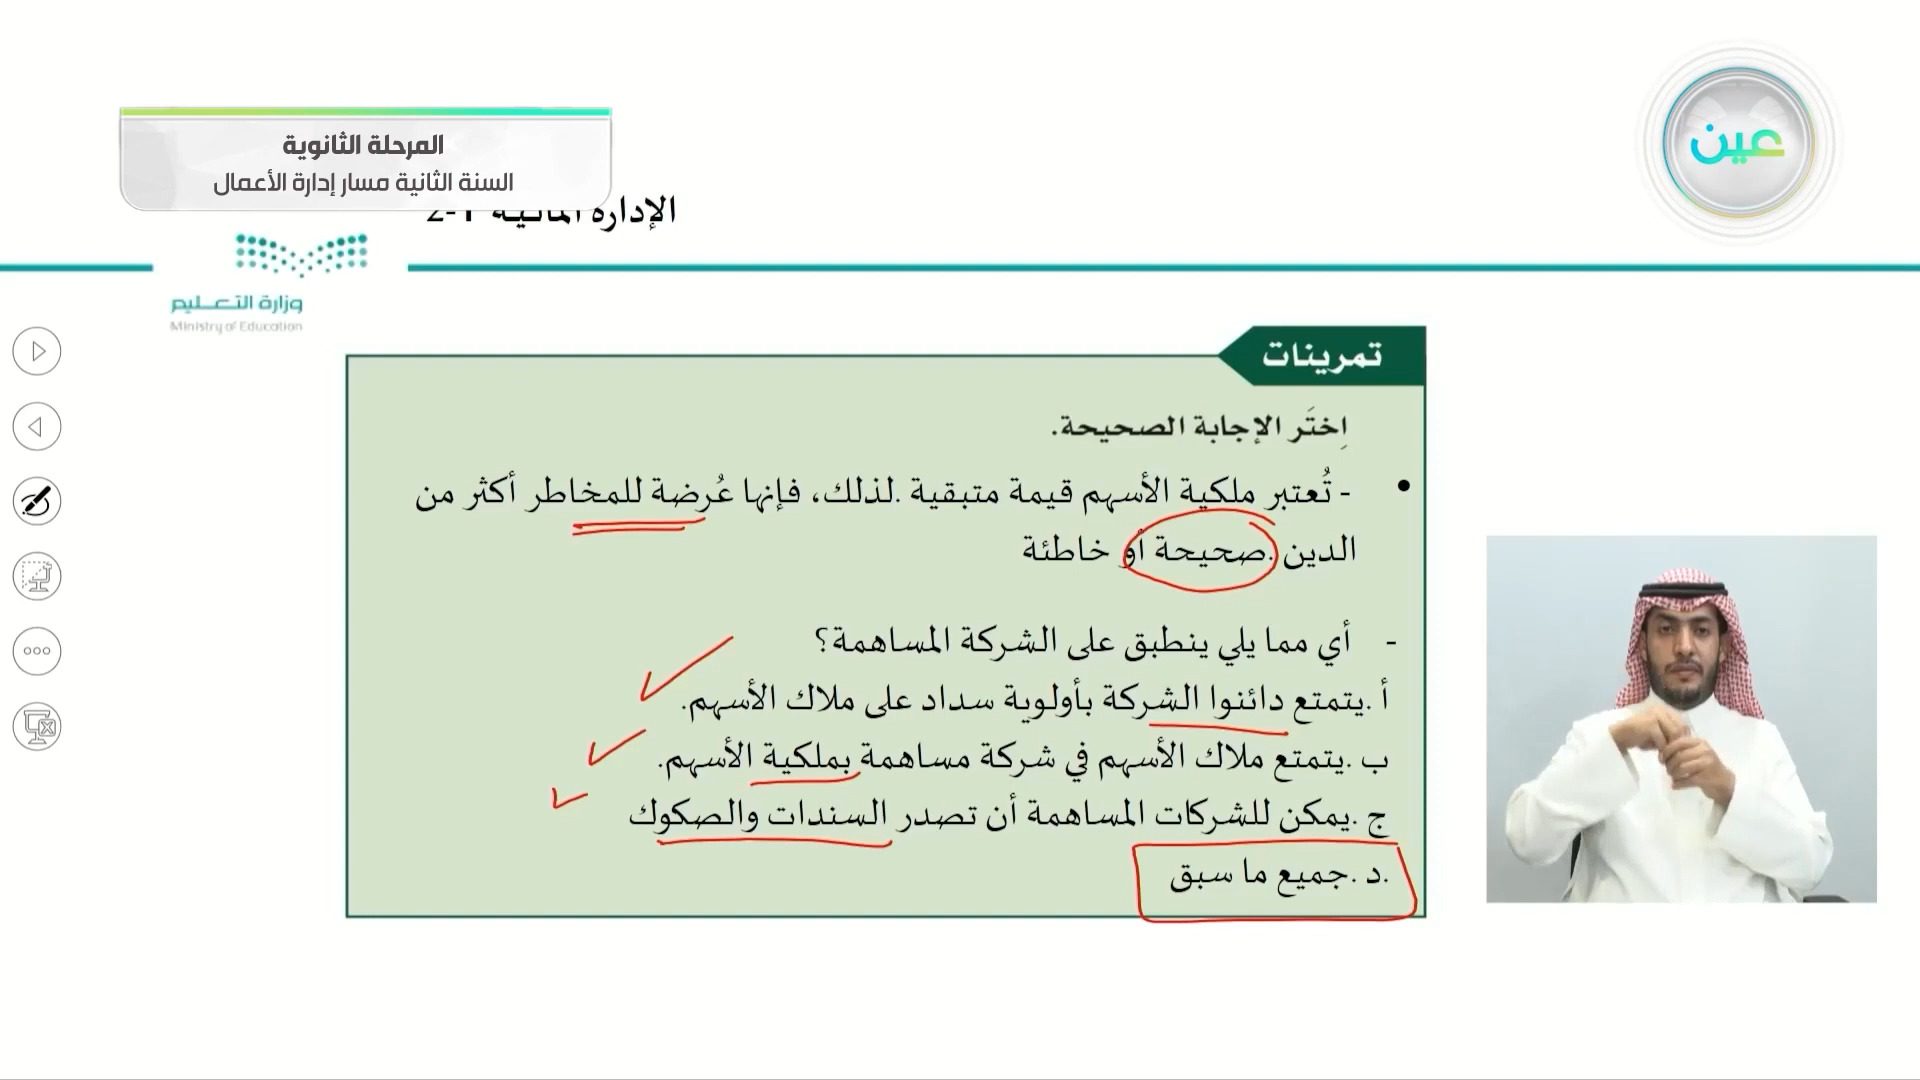 عين
المرحلة الثانوية
السنة الثانية مسار إدارة الأعمال
الإدارة المالية 1-2
وزارة التعليم
Ministry of Education
تمرينات
اِختَر الإجابة الصحيحة.
• - تُعتبر ملكية الأسهم قيمة متبقية .لذلك، فإنها عُرضة للمخاطر أكثر من
الدين .صحيحة أو خاطئة
- أي مما يلي ينطبق على الشركة المساهمة؟
أ .يتمتع دائنوا الشركة بأولوية سداد على ملاك الأسهم.
ب .يتمتع ملاك الأسهم في شركة مساهمة بملكية الأسهم.
ج .يمكن للشركات المساهمة أن تصدر السندات والصكوك
.د .جميع ما سبق